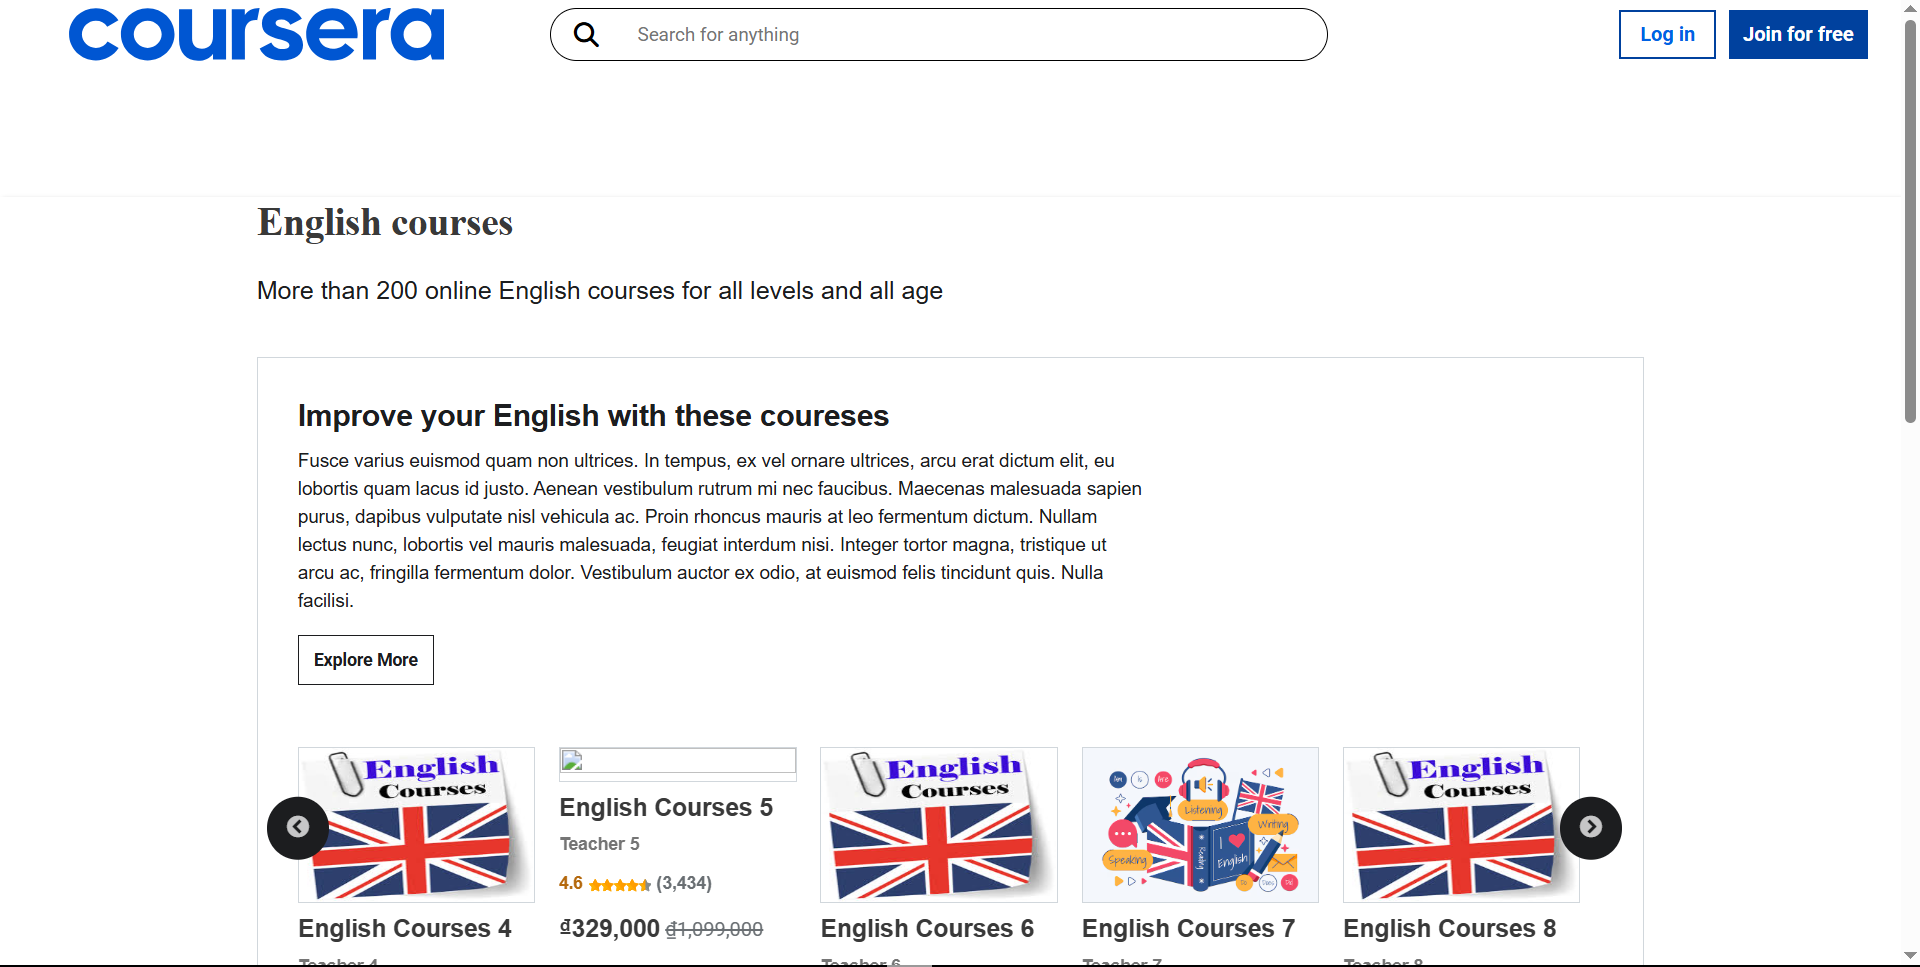 coursera
Search for anything
Log in
Join for free
English courses
More than 200 online English courses for all levels and all age
Improve your English with these coureses
Fusce varius euismod quam non ultrices. In tempus, ex vel ornare ultrices, arcu erat dictum elit, eu
lobortis quam lacus id justo. Aenean vestibulum rutrum mi nec faucibus. Maecenas malesuada sapien
purus, dapibus vulputate nisl vehicula ac. Proin rhoncus mauris at leo fermentum dictum. Nullam
lectus nunc, lobortis vel mauris malesuada, feugiat interdum nisi. Integer tortor magna, tristique ut
arcu ac, fringilla fermentum dolor. Vestibulum auctor ex odio, at euismod felis tincidunt quis. Nulla
facilisi.
Explore More
English
Courses
English Courses 4
Teacher 4
English Courses 5
Teacher 5
4.6 (3,434)
₫329,000 ₫1,099,000
English
Courses
English Courses 6
Teacher 6
Am
Is
Are
Listening
Writing
Speaking
Reading
I
English
Do
Does
Did
English Courses 7
Teacher 7
English
Courses
English Courses 8
Teacher 8